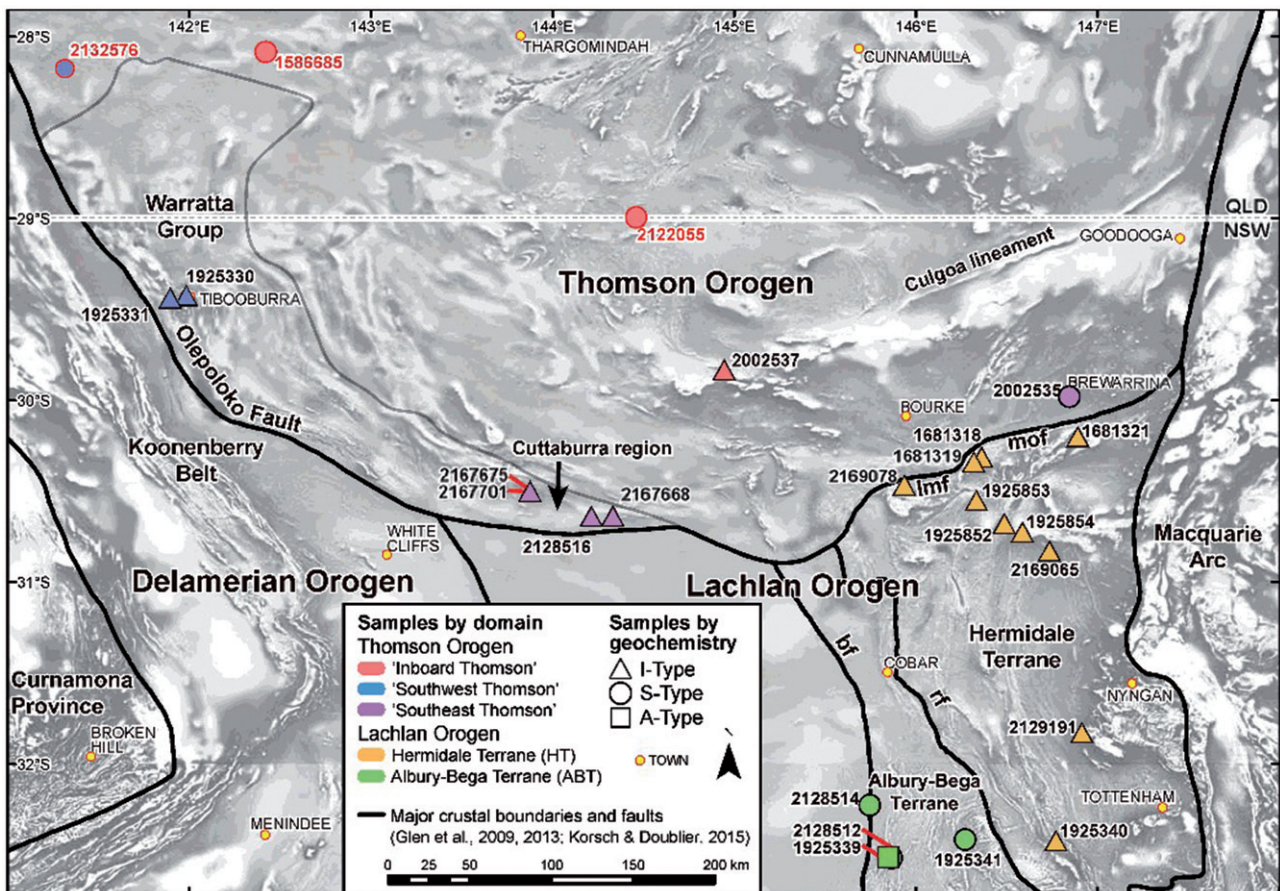 142°E
143°E
144°E
145°E
146°E
147°E
28°S
2132576
1586685
THARGOMINDAH
CUNNAMULLA
Warratta
Group
29°S
2122055
QLD
NSW
GOODOOGA
Culgoa lineament
Thomson Orogen
1925330
TIBOOBURRA
1925331
Olepoloko Fault
2002537
30°S
2002535
BREWARRINA
BOURKE
Koonenberry
Belt
Cuttaburra region
1681318
mof
1681321
1681319
2167675
2167701
2167668
2169078
lmf
1925853
1925854
1925852
WHITE
CLIFFS
2128516
2169065
Macquarie
Arc
31°S
Delamerian Orogen
Lachlan Orogen
Hermidale
Terrane
bf
COBAR
rf
NYNGAN
Curnamona
Province
BROKEN
HILL
32°S
MENINDEE
2129191
Albury-Bega
Terrane
TOTTENHAM
2128514
2128512
1925339
1925341
1925340
Samples by domain
Thomson Orogen
'Inboard Thomson'
'Southwest Thomson'
'Southeast Thomson'
Lachlan Orogen
Hermidale Terrane (HT)
Albury-Bega Terrane (ABT)
Samples by
geochemistry
I-Type
S-Type
A-Type
TOWN
Major crustal boundaries and faults
(Glen et al., 2009, 2013; Korsch & Doublier. 2015)
0 25 50 100 150 200 km